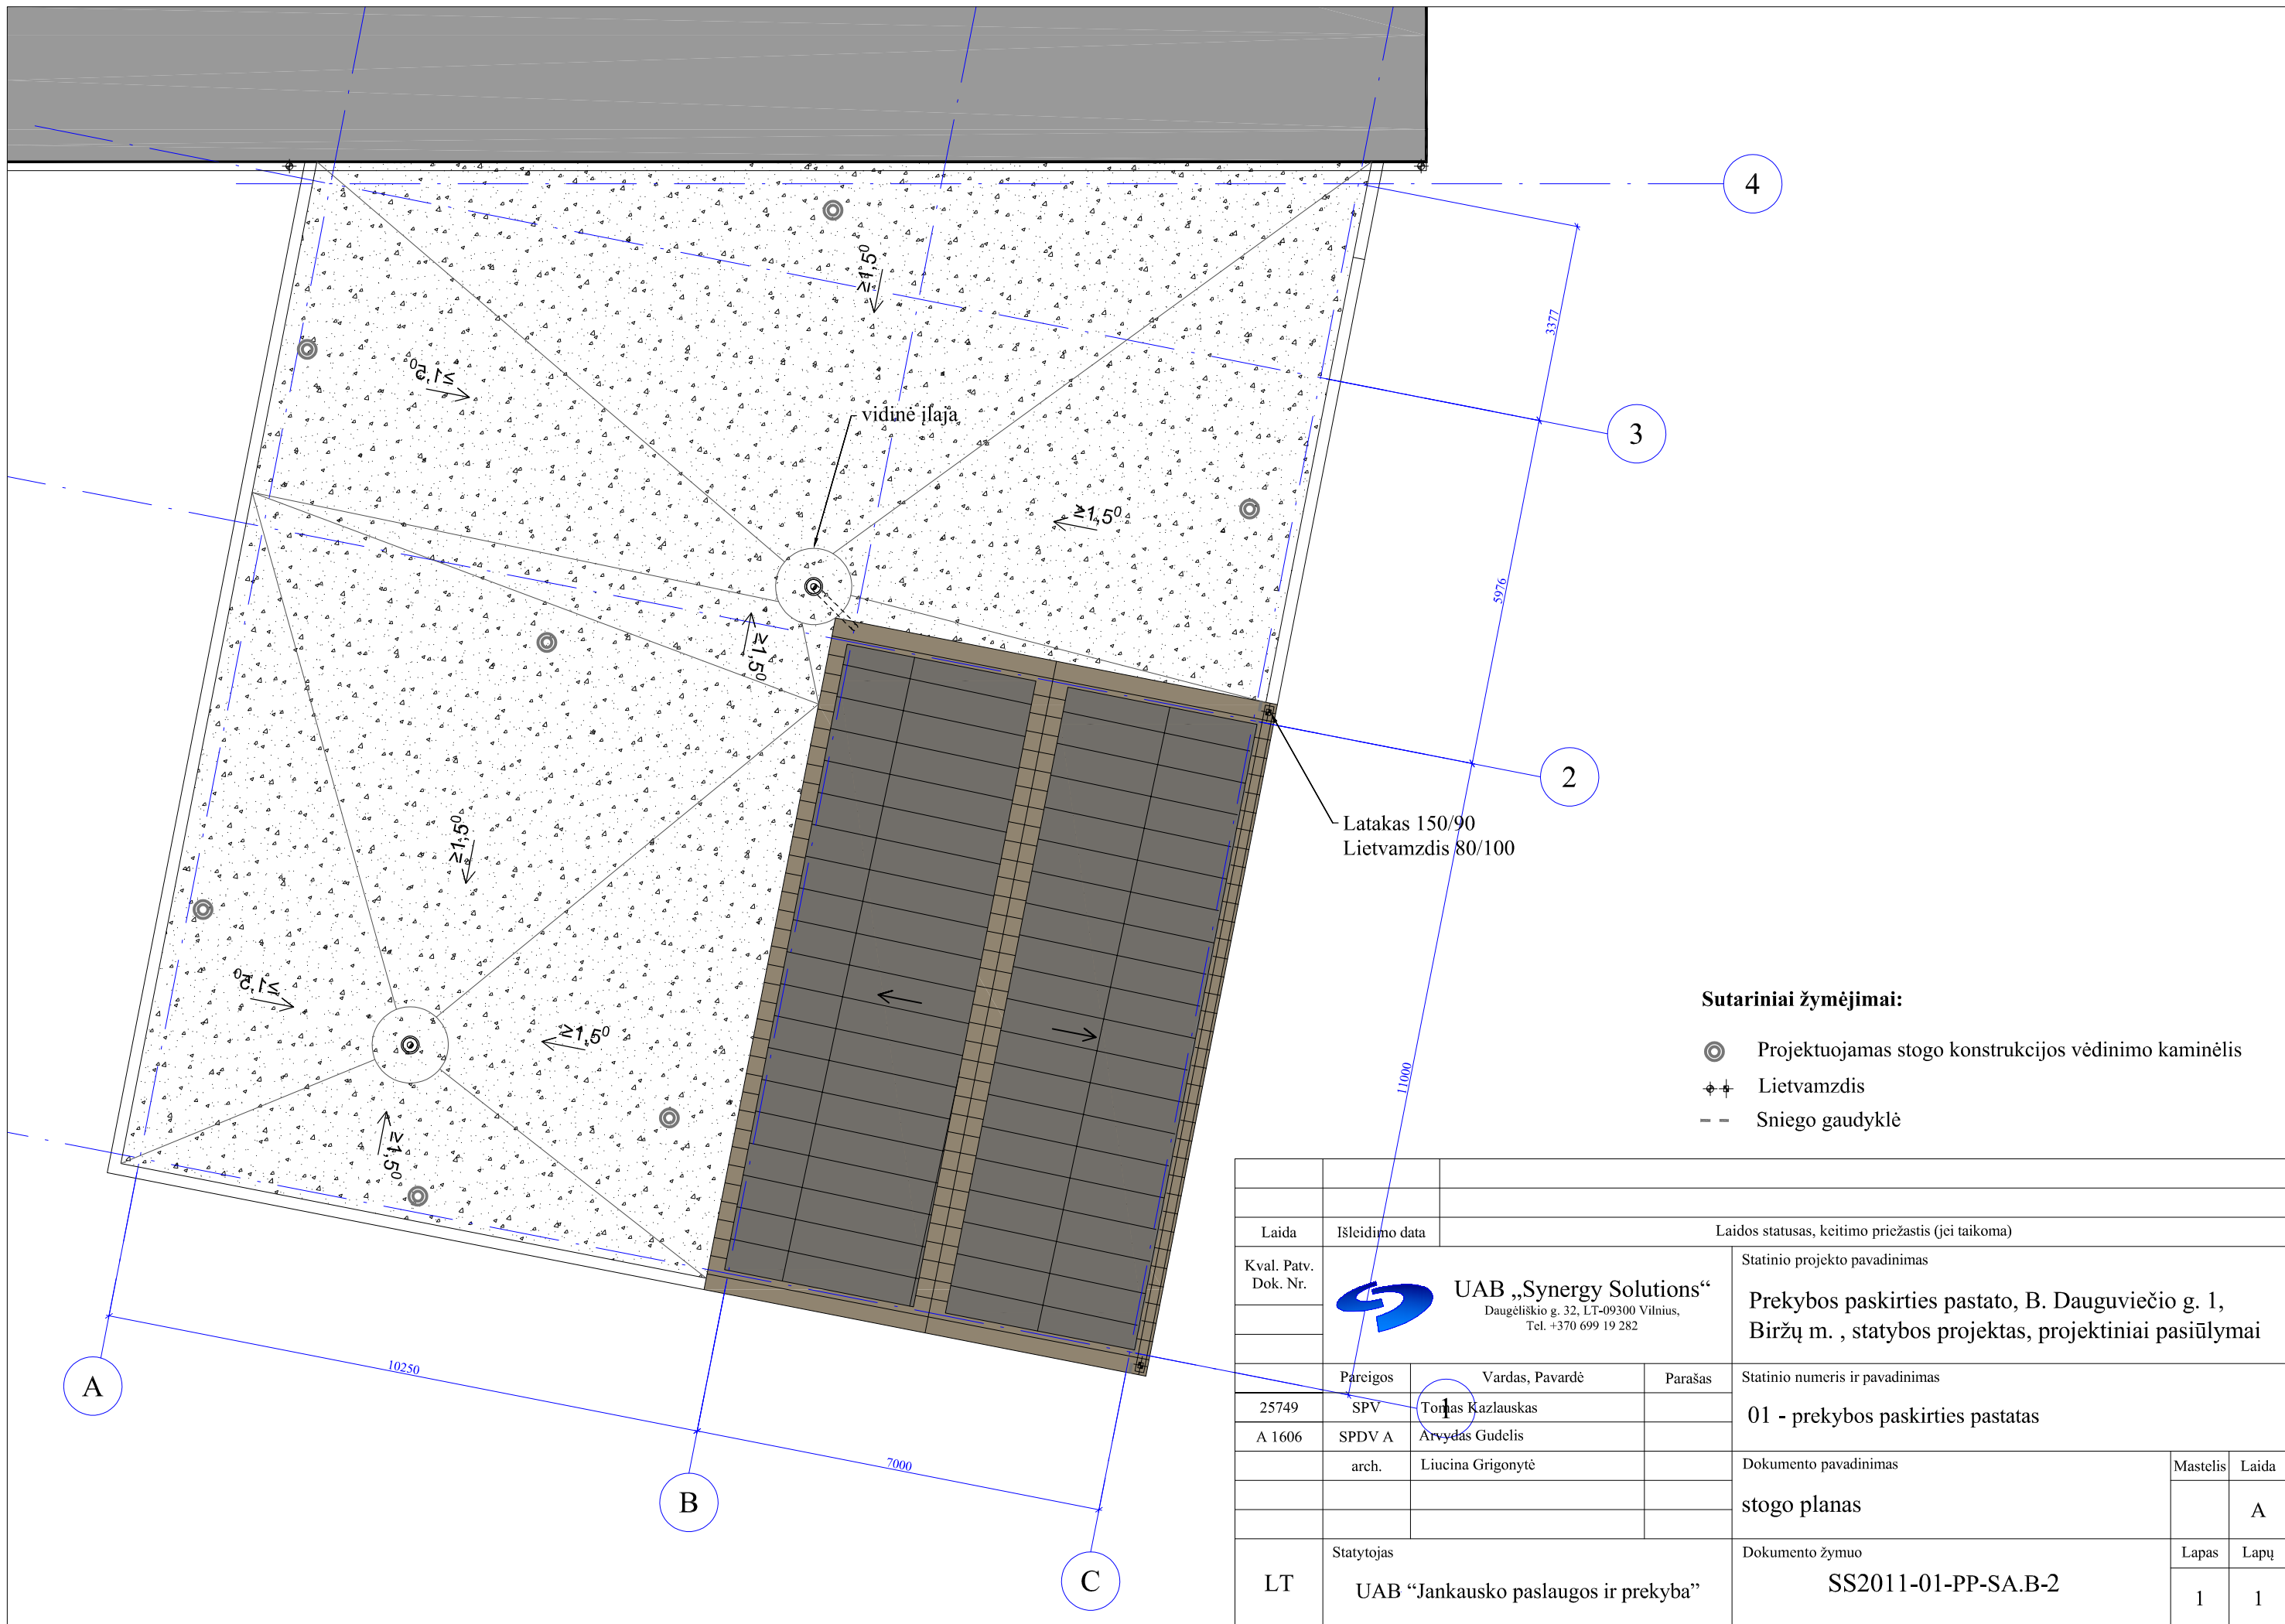 4
≥1,5⁰
3377
≥1,5⁰
vidinė įlaja
3
≥1,5⁰
5976
≥1,5⁰
2
Latakas 150/90
Lietvamzdis 80/100
≥1,5⁰
≥1,5⁰
≥1,5⁰
11000
≥1,5⁰
Sutariniai žymėjimai:
Projektuojamas stogo konstrukcijos vėdinimo kaminėlis
Lietvamzdis
Sniego gaudyklė
A
10250
B
7000
C
1
Laida
Išleidimo data
Laidos statusas, keitimo priežastis (jei taikoma)
Kval. Patv.
Dok. Nr.
UAB „Synergy Solutions“
Daugėliškio g. 32, LT-09300 Vilnius,
Tel. +370 699 19 282
Statinio projekto pavadinimas
Prekybos paskirties pastato, B. Dauguviečio g. 1,
Biržų m. , statybos projektas, projektiniai pasiūlymai
Pareigos
Vardas, Pavardė
Parašas
Statinio numeris ir pavadinimas
25749
SPV
Tomas Kazlauskas
01 - prekybos paskirties pastatas
A 1606
SPDV A
Arvydas Gudelis
arch.
Liucina Grigonytė
Dokumento pavadinimas
Mastelis
Laida
stogo planas
A
LT
Statytojas
UAB “Jankausko paslaugos ir prekyba”
Dokumento žymuo
SS2011-01-PP-SA.B-2
Lapas
Lapų
1
1